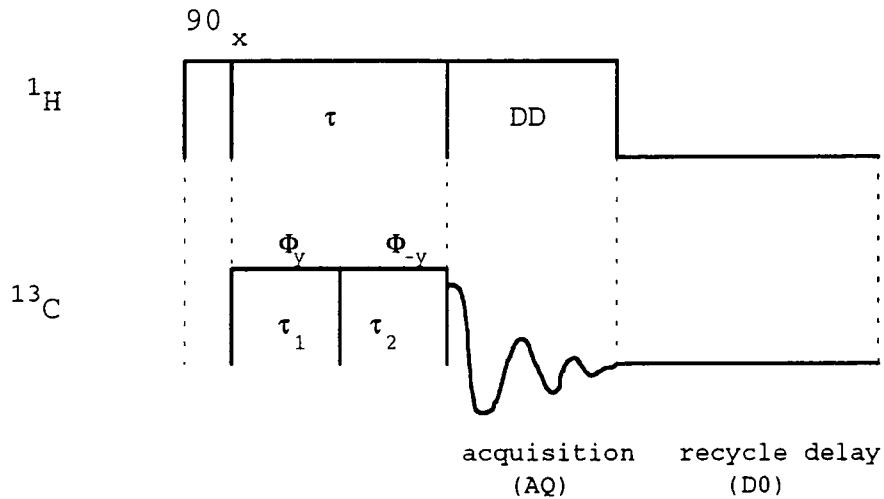 90 x
¹H
τ
DD
Φy
Φ-y
¹³C
τ1
τ2
acquisition
recycle delay
(AQ)
(D0)